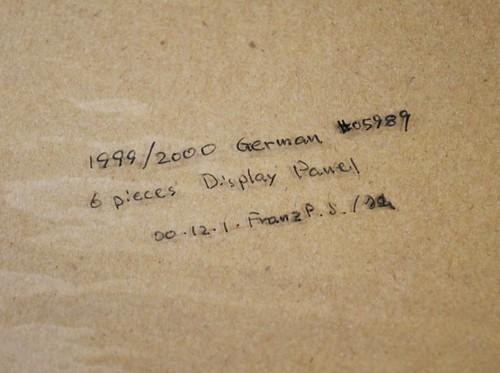 1999/2000 German #05989
6 pieces Display Panel
00.12.1. Franz P. S. /